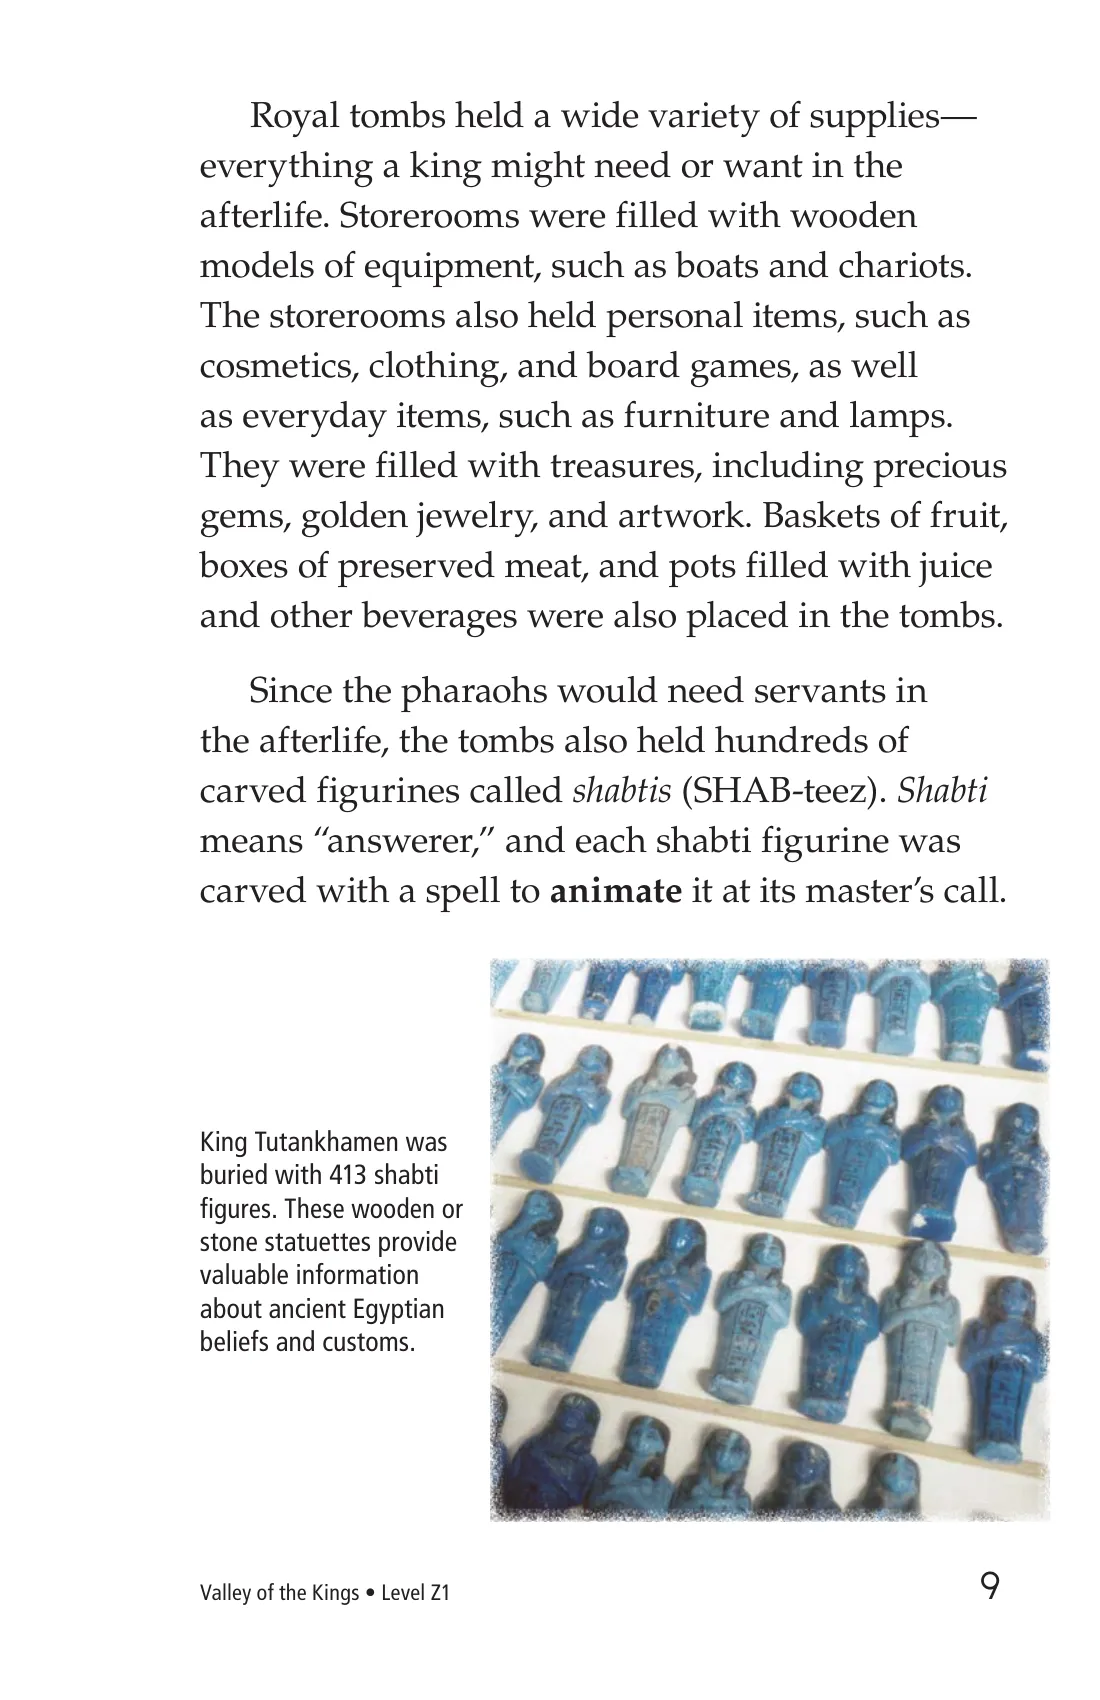 Royal tombs held a wide variety of supplies—
everything a king might need or want in the
afterlife. Storerooms were filled with wooden
models of equipment, such as boats and chariots.
The storerooms also held personal items, such as
cosmetics, clothing, and board games, as well
as everyday items, such as furniture and lamps.
They were filled with treasures, including precious
gems, golden jewelry, and artwork. Baskets of fruit,
boxes of preserved meat, and pots filled with juice
and other beverages were also placed in the tombs.
Since the pharaohs would need servants in
the afterlife, the tombs also held hundreds of
carved figurines called shabtis (SHAB-teez). Shabti
means “answerer,” and each shabti figurine was
carved with a spell to animate it at its master’s call.
King Tutankhamen was
buried with 413 shabti
figures. These wooden or
stone statuettes provide
valuable information
about ancient Egyptian
beliefs and customs.
Valley of the Kings • Level Z1
9